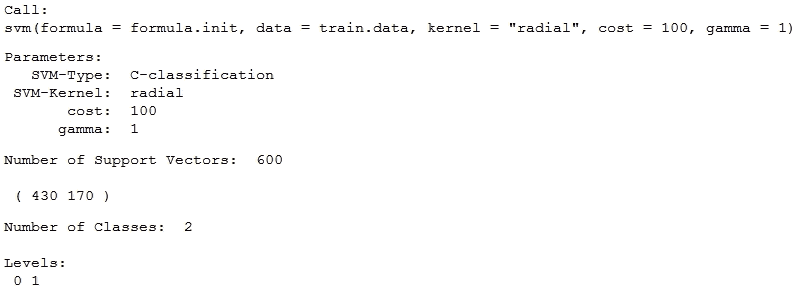 Call:
svm(formula = formula.init, data = train.data, kernel = "radial", cost = 100, gamma = 1)
Parameters:
SVM-Type: C-classification
SVM-Kernel: radial
cost: 100
gamma: 1
Number of Support Vectors: 600
( 430 170 )
Number of Classes: 2
Levels:
0 1